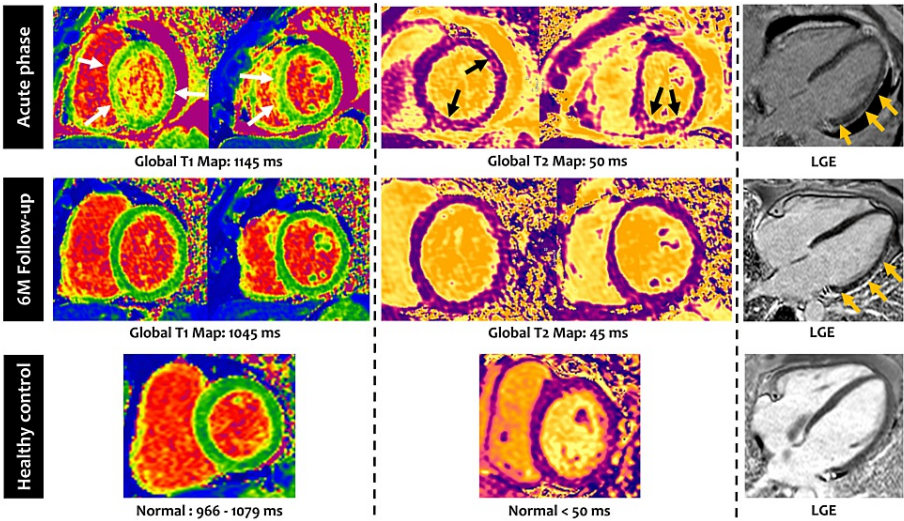 Acute phase
Global T1 Map: 1145 ms
Global T2 Map: 50 ms
LGE
6M Follow-up
Global T1 Map: 1045 ms
Global T2 Map: 45 ms
LGE
Healthy control
Normal : 966 - 1079 ms
Normal < 50 ms
LGE